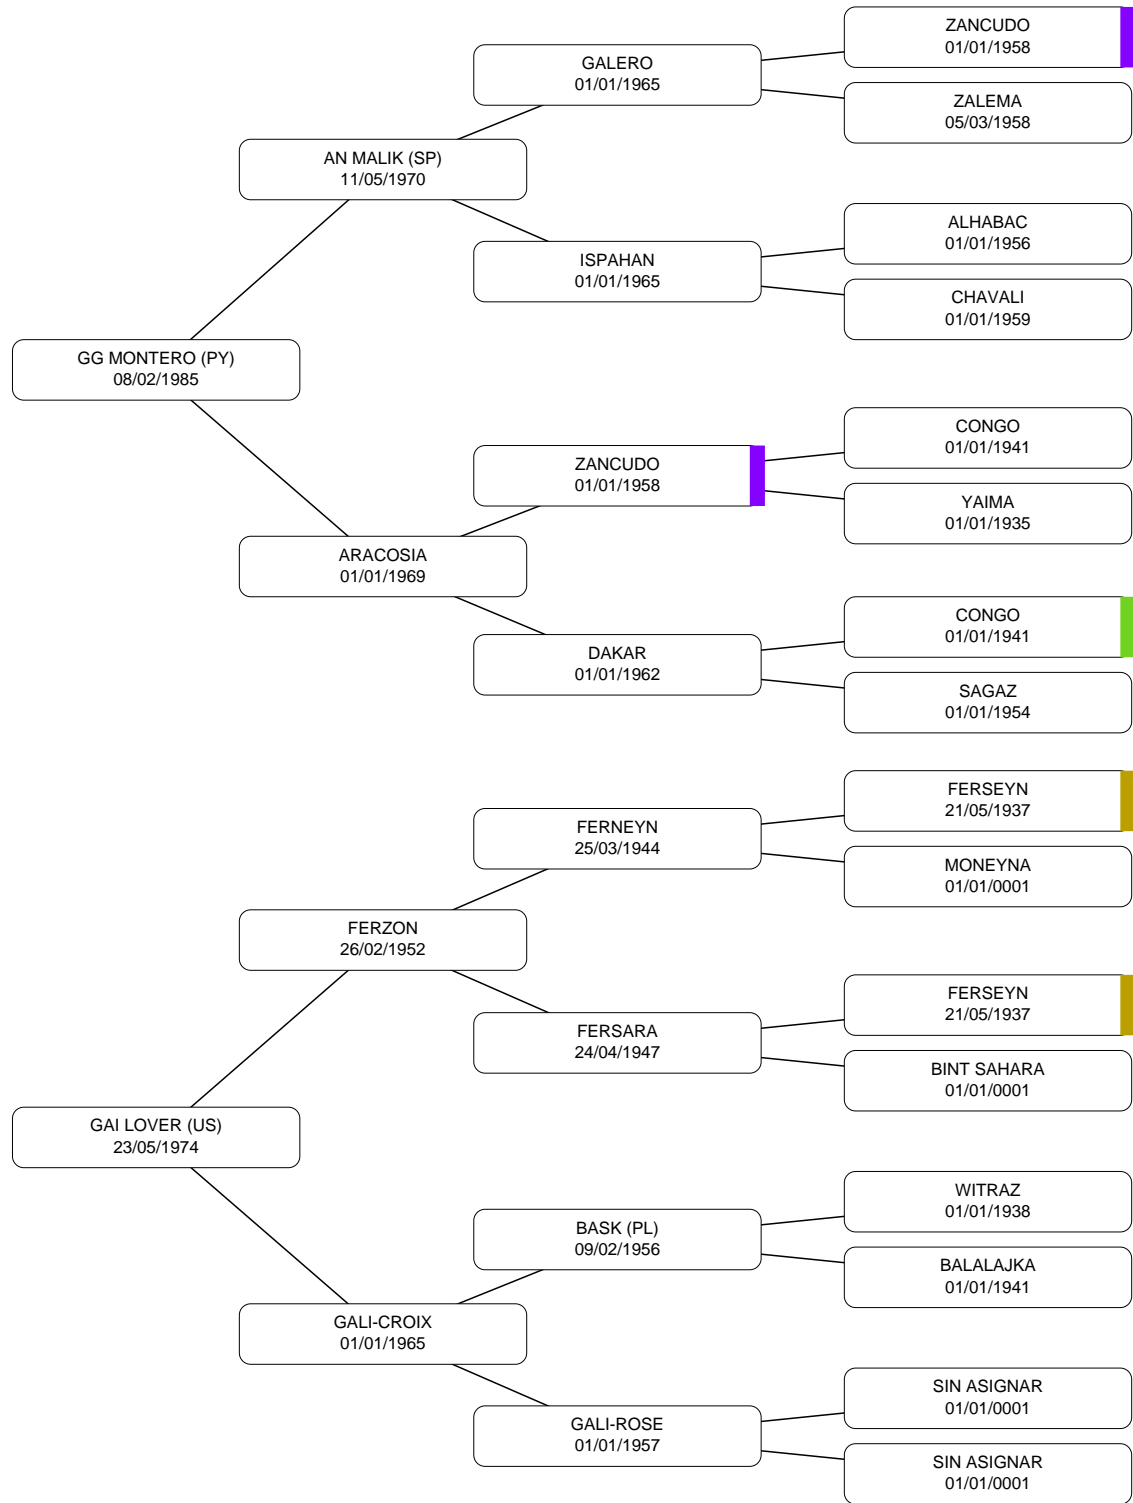 ZANCUDO
01/01/1958
GALERO
01/01/1965
ZALEMA
05/03/1958
AN MALIK (SP)
11/05/1970
ALHABAC
01/01/1956
ISPAHAN
01/01/1965
CHAVALI
01/01/1959
GG MONTERO (PY)
08/02/1985
CONGO
01/01/1941
ZANCUDO
01/01/1958
YAIMA
01/01/1935
ARACOSIA
01/01/1969
CONGO
01/01/1941
DAKAR
01/01/1962
SAGAZ
01/01/1954
FERSEYN
21/05/1937
FERNEYN
25/03/1944
MONEYNA
01/01/0001
FERZON
26/02/1952
FERSEYN
21/05/1937
FERSARA
24/04/1947
BINT SAHARA
01/01/0001
GAI LOVER (US)
23/05/1974
WITRAZ
01/01/1938
BASK (PL)
09/02/1956
BALALAJKA
01/01/1941
GALI-CROIX
01/01/1965
SIN ASIGNAR
01/01/0001
GALI-ROSE
01/01/1957
SIN ASIGNAR
01/01/0001